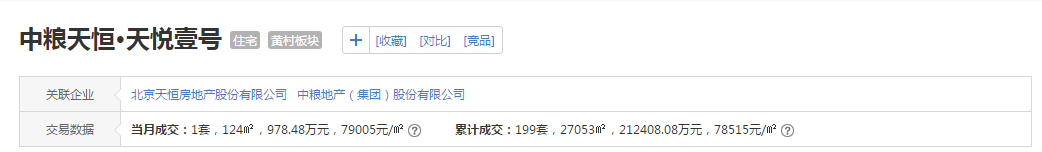 中粮天恒·天悦壹号 住宅 黄村板块 + [收藏] [对比] [竞品]
关联企业 北京天恒房地产股份有限公司 中粮地产（集团）股份有限公司
交易数据 当月成交：1套，124㎡，978.48万元，79005元/㎡ ? 累计成交：199套，27053㎡，212408.08万元，78515元/㎡ ?